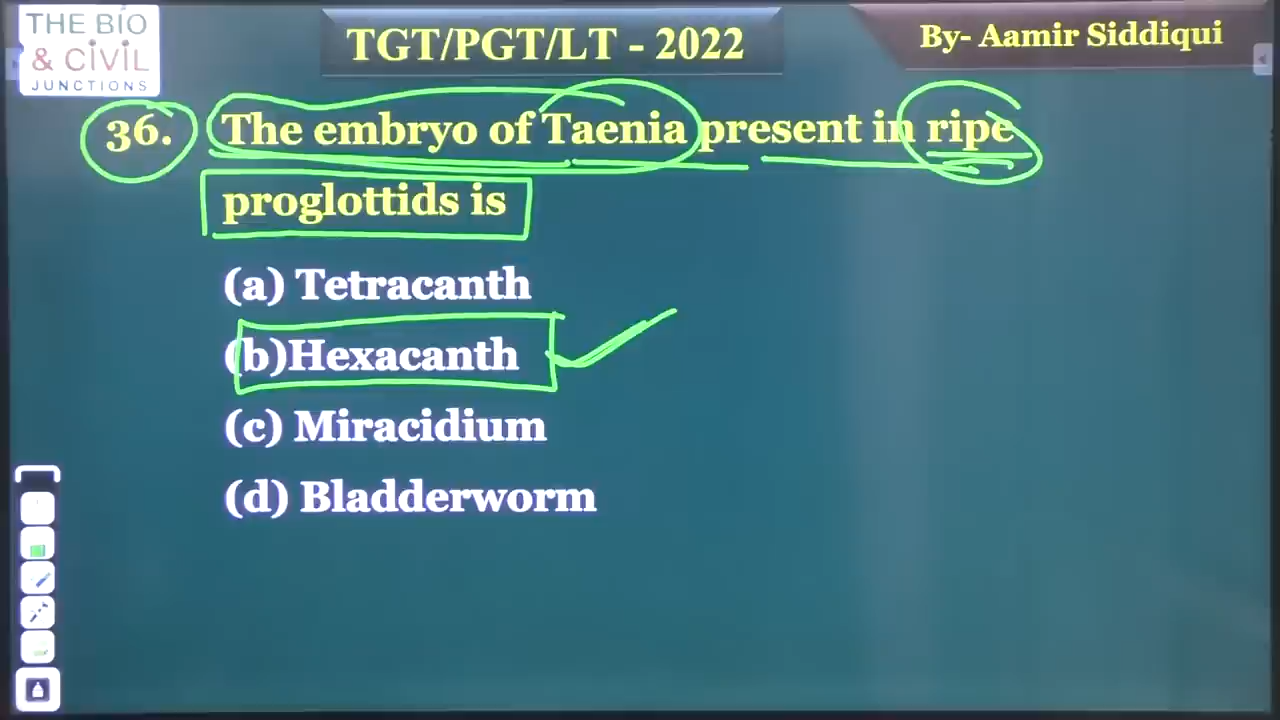 THE BIO
& CIVIL
JUNCTIONS
TGT/PGT/LT - 2022
By- Aamir Siddiqui
36. The embryo of Taenia present in ripe
proglottids is
(a) Tetracanth
(b)Hexacanth
(c) Miracidium
(d) Bladderworm